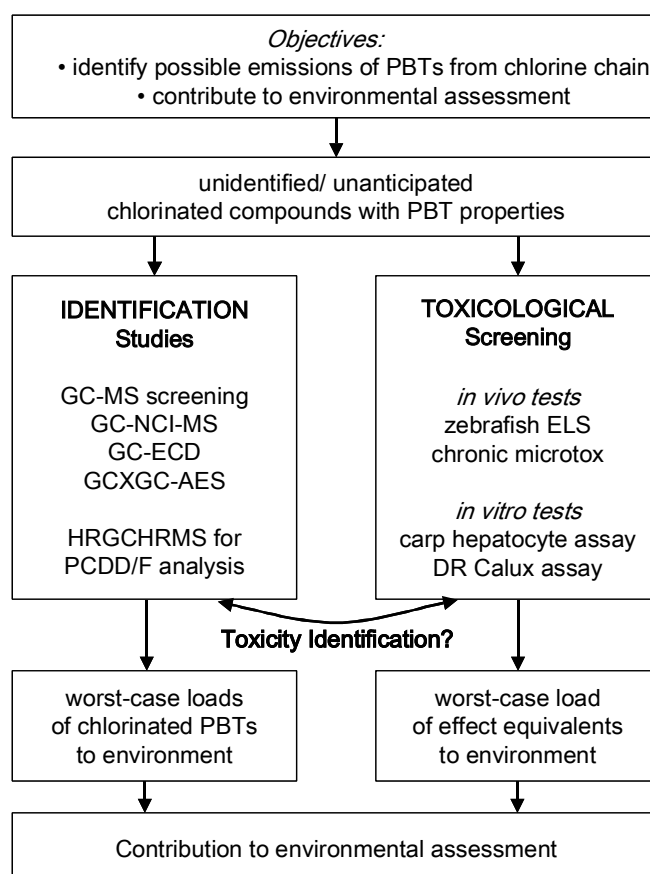 Objectives:
• identify possible emissions of PBTs from chlorine chain
• contribute to environmental assessment
unidentified/ unanticipated
chlorinated compounds with PBT properties
IDENTIFICATION
Studies
GC-MS screening
GC-NCI-MS
GC-ECD
GCXGC-AES
HRGCHRMS for
PCDD/F analysis
TOXICOLOGICAL
Screening
in vivo tests
zebrafish ELS
chronic microtox
in vitro tests
carp hepatocyte assay
DR Calux assay
Toxicity Identification?
worst-case loads
of chlorinated PBTs
to environment
worst-case load
of effect equivalents
to environment
Contribution to environmental assessment